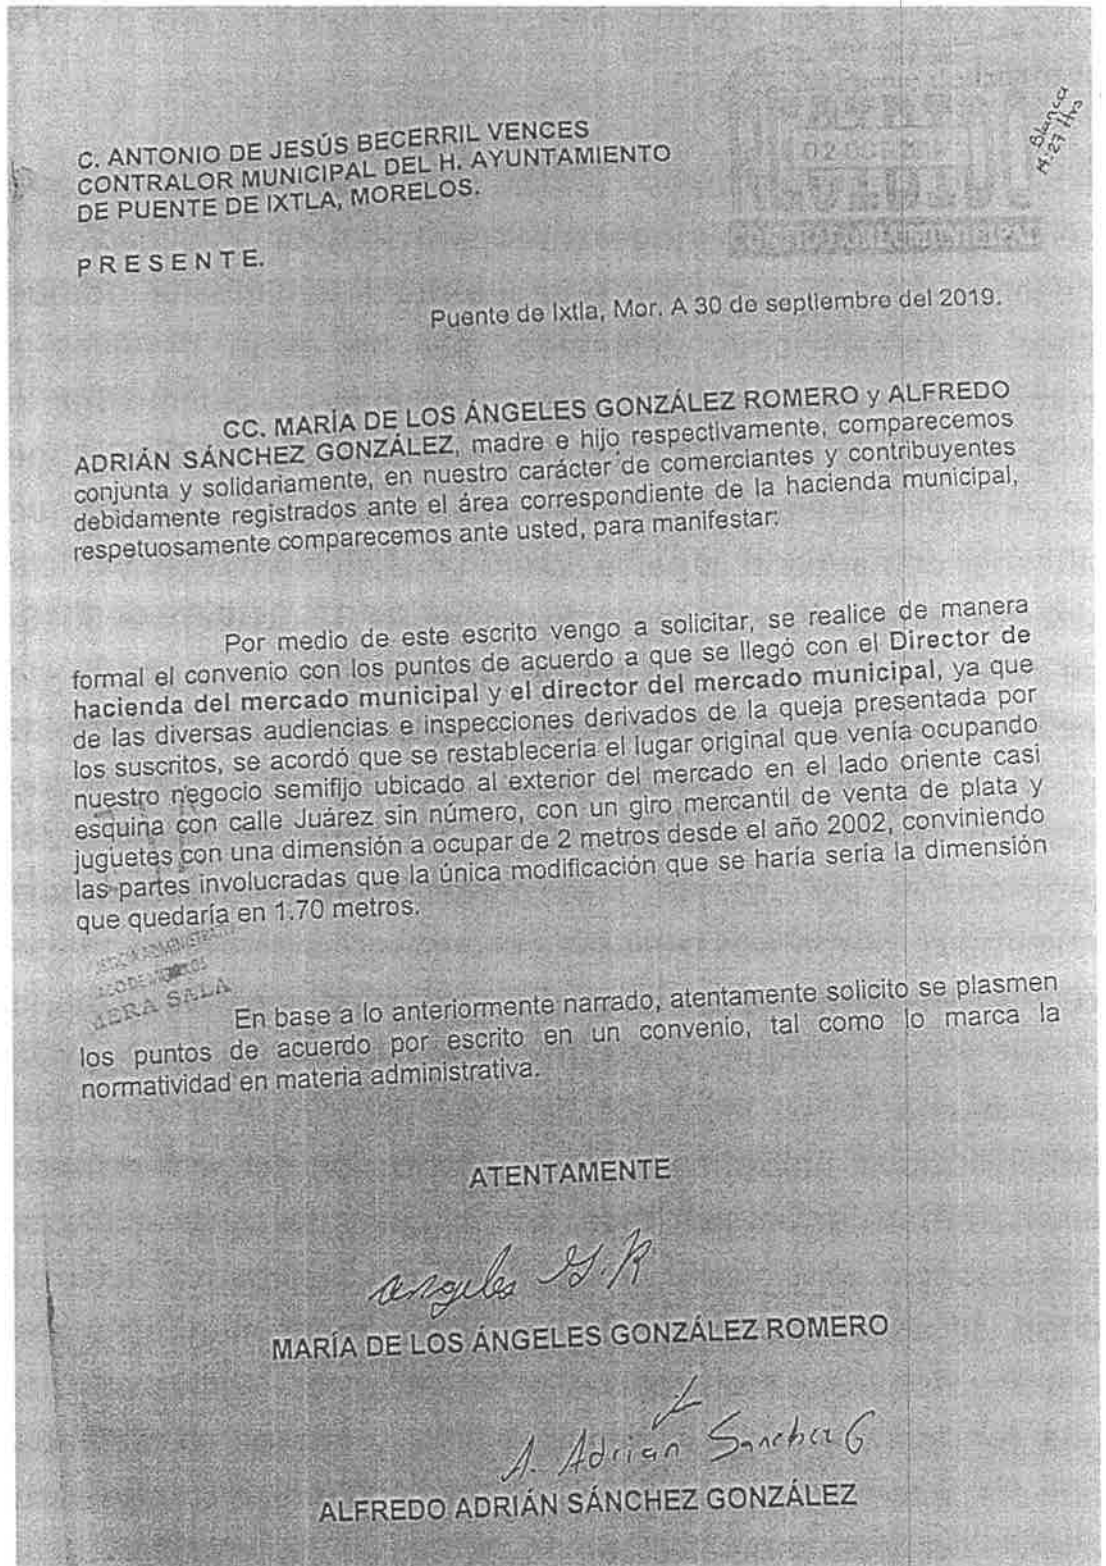 Blanca
C. ANTONIO DE JESÚS BECERRIL VENCES
CONTRALOR MUNICIPAL DEL H. AYUNTAMIENTO
DE PUENTE DE IXTLA, MORELOS.
P R E S E N T E.
02
CONTRALORIA MUNICIPAL
Puente de Ixtla, Mor. A 30 de septiembre del 2019.
CC. MARÍA DE LOS ÁNGELES GONZÁLEZ ROMERO y ALFREDO
ADRIÁN SÁNCHEZ GONZÁLEZ, madre e hijo respectivamente, comparecemos
conjunta y solidariamente, en nuestro carácter de comerciantes y contribuyentes
debidamente registrados ante el área correspondiente de la hacienda municipal,
respetuosamente comparecemos ante usted, para manifestar:
Por medio de este escrito vengo a solicitar, se realice de manera
formal el convenio con los puntos de acuerdo a que se llegó con el Director de
hacienda del mercado municipal y el director del mercado municipal, ya que
de las diversas audiencias e inspecciones derivados de la queja presentada por
los suscritos, se acordó que se restablecería el lugar original que venía ocupando
nuestro negocio semifijo ubicado al exterior del mercado en el lado oriente casi
esquina con calle Juárez sin número, con un giro mercantil de venta de plata y
juguetes con una dimensión a ocupar de 2 metros desde el año 2002, conviniendo
las partes involucradas que la única modificación que se haría sería la dimensión
que quedaría en 1.70 metros.
SALA
En base a lo anteriormente narrado, atentamente solicito se plasmen
los puntos de acuerdo por escrito en un convenio, tal como lo marca la
normatividad en materia administrativa.
ATENTAMENTE
angeles G.R
MARÍA DE LOS ÁNGELES GONZÁLEZ ROMERO
A. Adrián Sanchez G
ALFREDO ADRIÁN SÁNCHEZ GONZÁLEZ